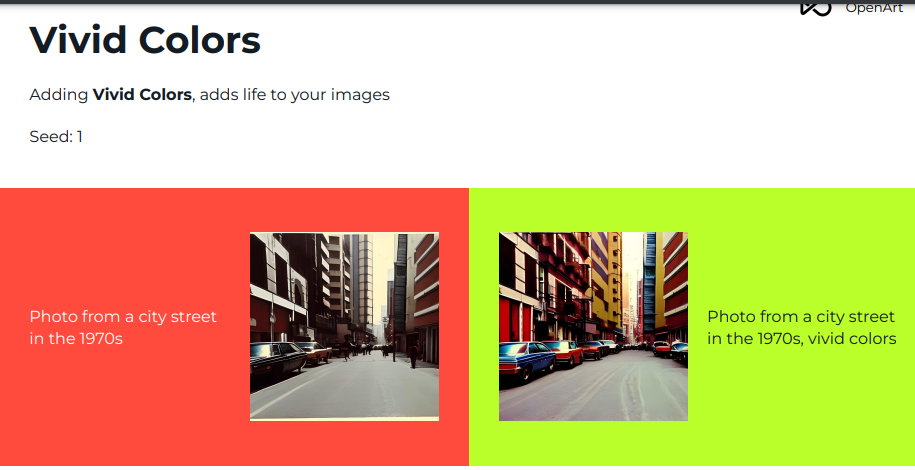 OpenArt
Vivid Colors
Adding Vivid Colors, adds life to your images
Seed: 1
Photo from a city street
in the 1970s
Photo from a city street
in the 1970s, vivid colors